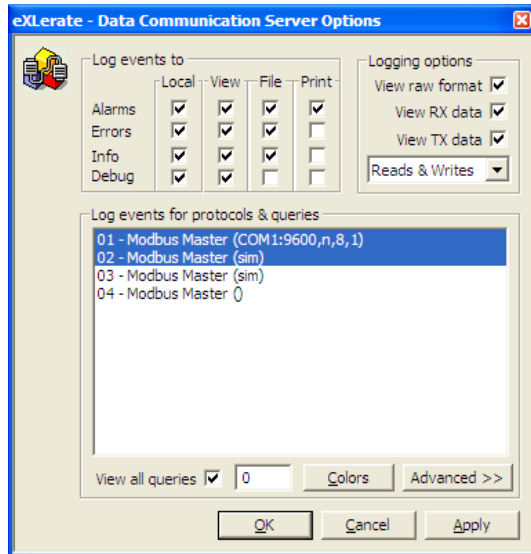 eXLerate - Data Communication Server Options
Log events to
Local View File Print
Alarms
Errors
Info
Debug
Logging options
View raw format
View RX data
View TX data
Reads & Writes
Log events for protocols & queries
01 - Modbus Master (COM1:9600,n,8,1)
02 - Modbus Master (sim)
03 - Modbus Master (sim)
04 - Modbus Master ()
View all queries 0 Colors Advanced >>
OK Cancel Apply